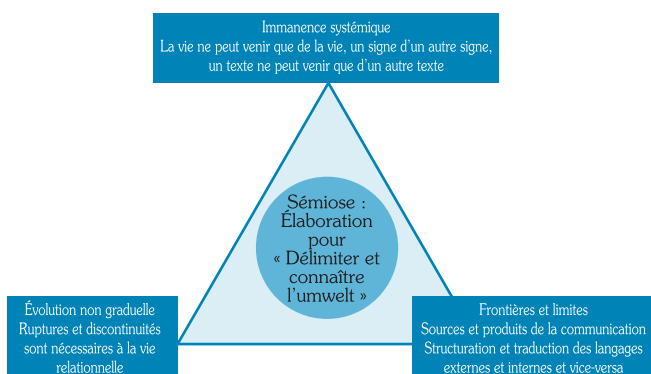 Immanence systémique
La vie ne peut venir que de la vie, un signe d’un autre signe,
un texte ne peut venir que d’un autre texte
Sémiose :
Élaboration
pour
« Délimiter et
connaître
l’umwelt »
Évolution non graduelle
Ruptures et discontinuités
sont nécessaires à la vie
relationnelle
Frontières et limites
Sources et produits de la communication
Structuration et traduction des langages
externes et internes et vice-versa